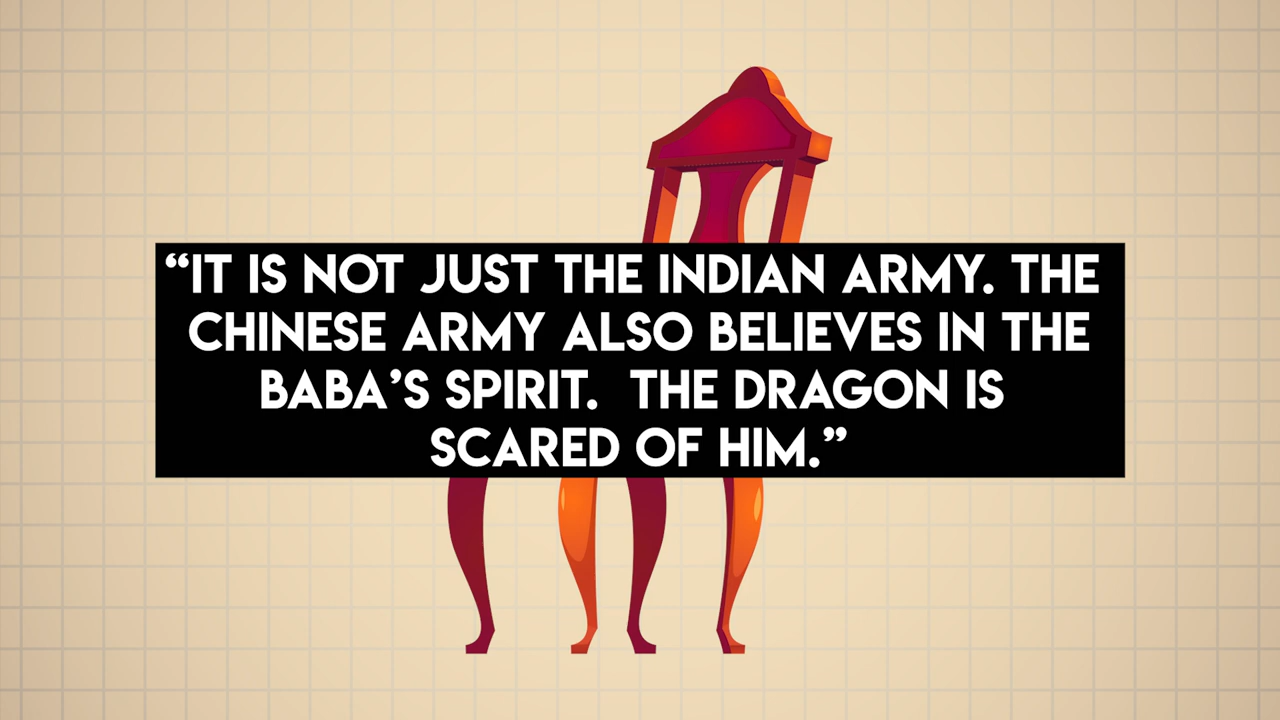 “IT IS NOT JUST THE INDIAN ARMY. THE
CHINESE ARMY ALSO BELIEVES IN THE
BABA’S SPIRIT.  THE DRAGON IS
SCARED OF HIM.”